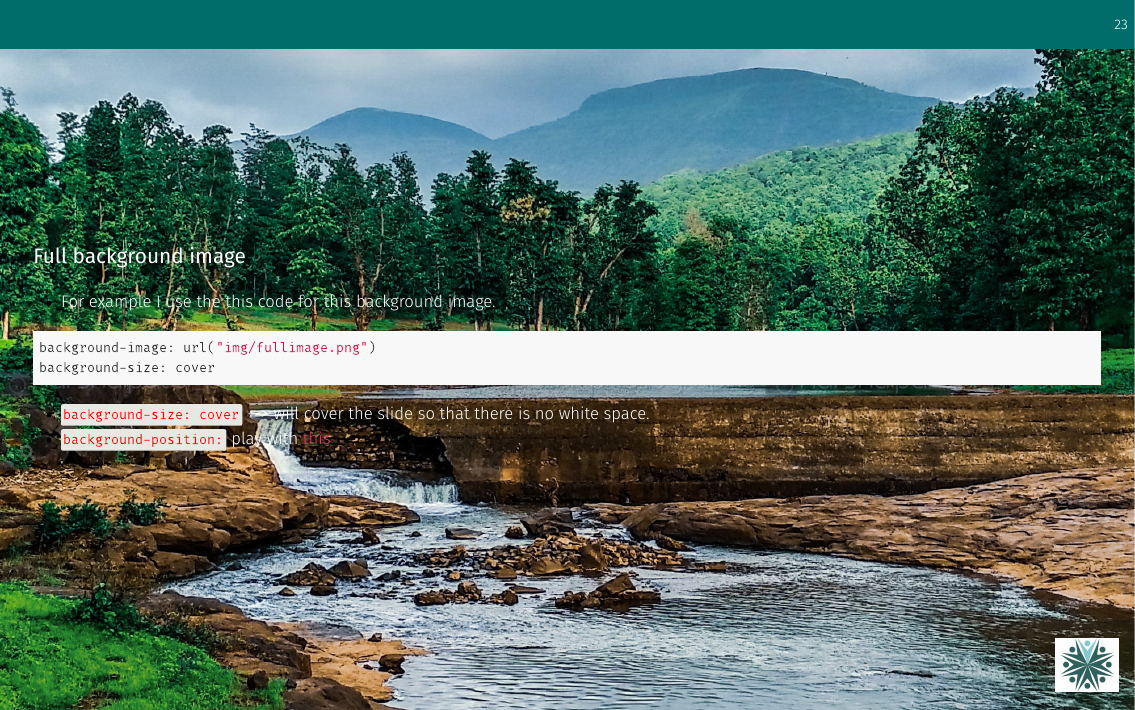 23
Full background image
For example I use the this code for this background image.
background-image: url("img/fullimage.png")
background-size: cover
background-size: cover => will cover the slide so that there is no white space.
background-position: play with this